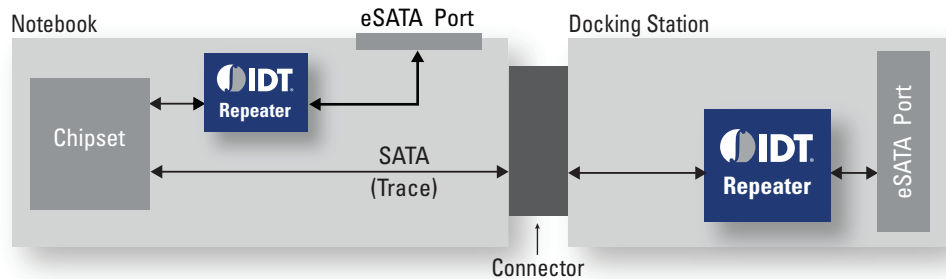 Notebook
eSATA Port
Docking Station
IDT.
Repeater
Chipset
SATA
(Trace)
IDT.
Repeater
eSATA Port
Connector